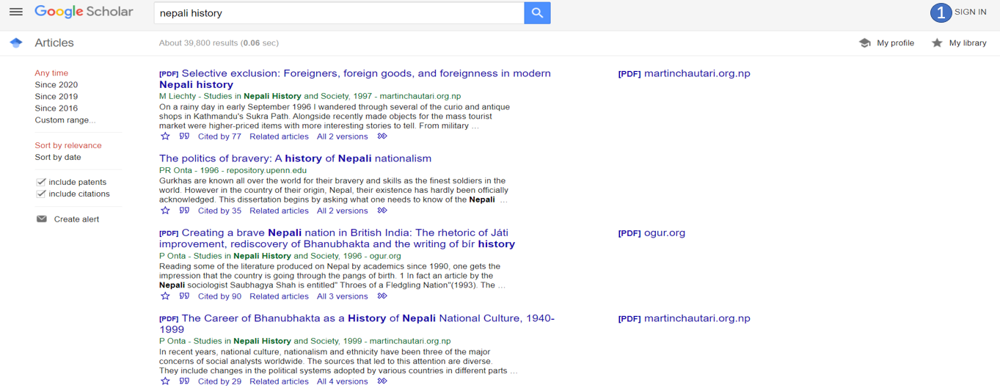 Google Scholar
nepali history
1 SIGN IN
Articles
About 39,800 results (0.06 sec)
My profile
My library
Any time
Since 2020
Since 2019
Since 2016
Custom range...
Sort by relevance
Sort by date
include patents
include citations
Create alert
[PDF] Selective exclusion: Foreigners, foreign goods, and foreignness in modern
Nepali history
M Liechty - Studies in Nepali History and Society, 1997 - martinchautari.org.np
On a rainy day in early September 1996 I wandered through several of the curio and antique
shops in Kathmandu's Sukra Path. Alongside recently made objects for the mass tourist
market were higher-priced items with more interesting stories to tell. From military …
Cited by 77 Related articles All 2 versions
[PDF] martinchautari.org.np
The politics of bravery: A history of Nepali nationalism
PR Onta - 1996 - repository.upenn.edu
Gurkhas are known all over the world for their bravery and skills as the finest soldiers in the
world. However in the country of their origin, Nepal, their existence has hardly been officially
acknowledged. This dissertation begins by asking what one needs to know of the Nepali …
Cited by 35 Related articles All 2 versions
[PDF] Creating a brave Nepali nation in British India: The rhetoric of Játi
improvement, rediscovery of Bhanubhakta and the writing of bír history
P Onta - Studies in Nepali History and Society, 1996 - ogur.org
Reading some of the literature produced on Nepal by academics since 1990, one gets the
impression that the country is going through the pangs of birth. 1 In fact an article by the
Nepali sociologist Saubhagya Shah is entitled" Throes of a Fledgling Nation"(1993). The …
Cited by 90 Related articles All 3 versions
[PDF] ogur.org
[PDF] The Career of Bhanubhakta as a History of Nepali National Culture, 1940-
1999
P Onta - Studies in Nepali History and Society, 1999 - martinchautari.org.np
In recent years, national culture, nationalism and ethnicity have been three of the major
concerns of social analysts worldwide. The sources that led to this attention are diverse.
They include changes in the political systems adopted by various countries in different parts …
Cited by 29 Related articles All 4 versions
[PDF] martinchautari.org.np